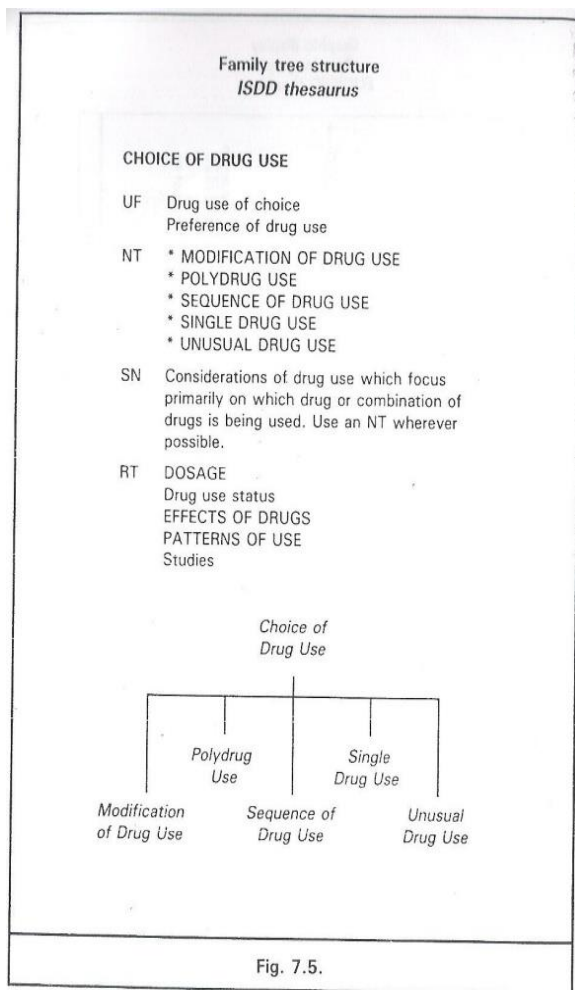 Family tree structure
ISDD thesaurus
CHOICE OF DRUG USE
UF Drug use of choice
Preference of drug use
NT * MODIFICATION OF DRUG USE
* POLYDRUG USE
* SEQUENCE OF DRUG USE
* SINGLE DRUG USE
* UNUSUAL DRUG USE
SN Considerations of drug use which focus
primarily on which drug or combination of
drugs is being used. Use an NT wherever
possible.
RT DOSAGE
Drug use status
EFFECTS OF DRUGS
PATTERNS OF USE
Studies
Choice of
Drug Use
Polydrug
Use
Single
Drug Use
Modification
of Drug Use
Sequence of
Drug Use
Unusual
Drug Use
Fig. 7.5.